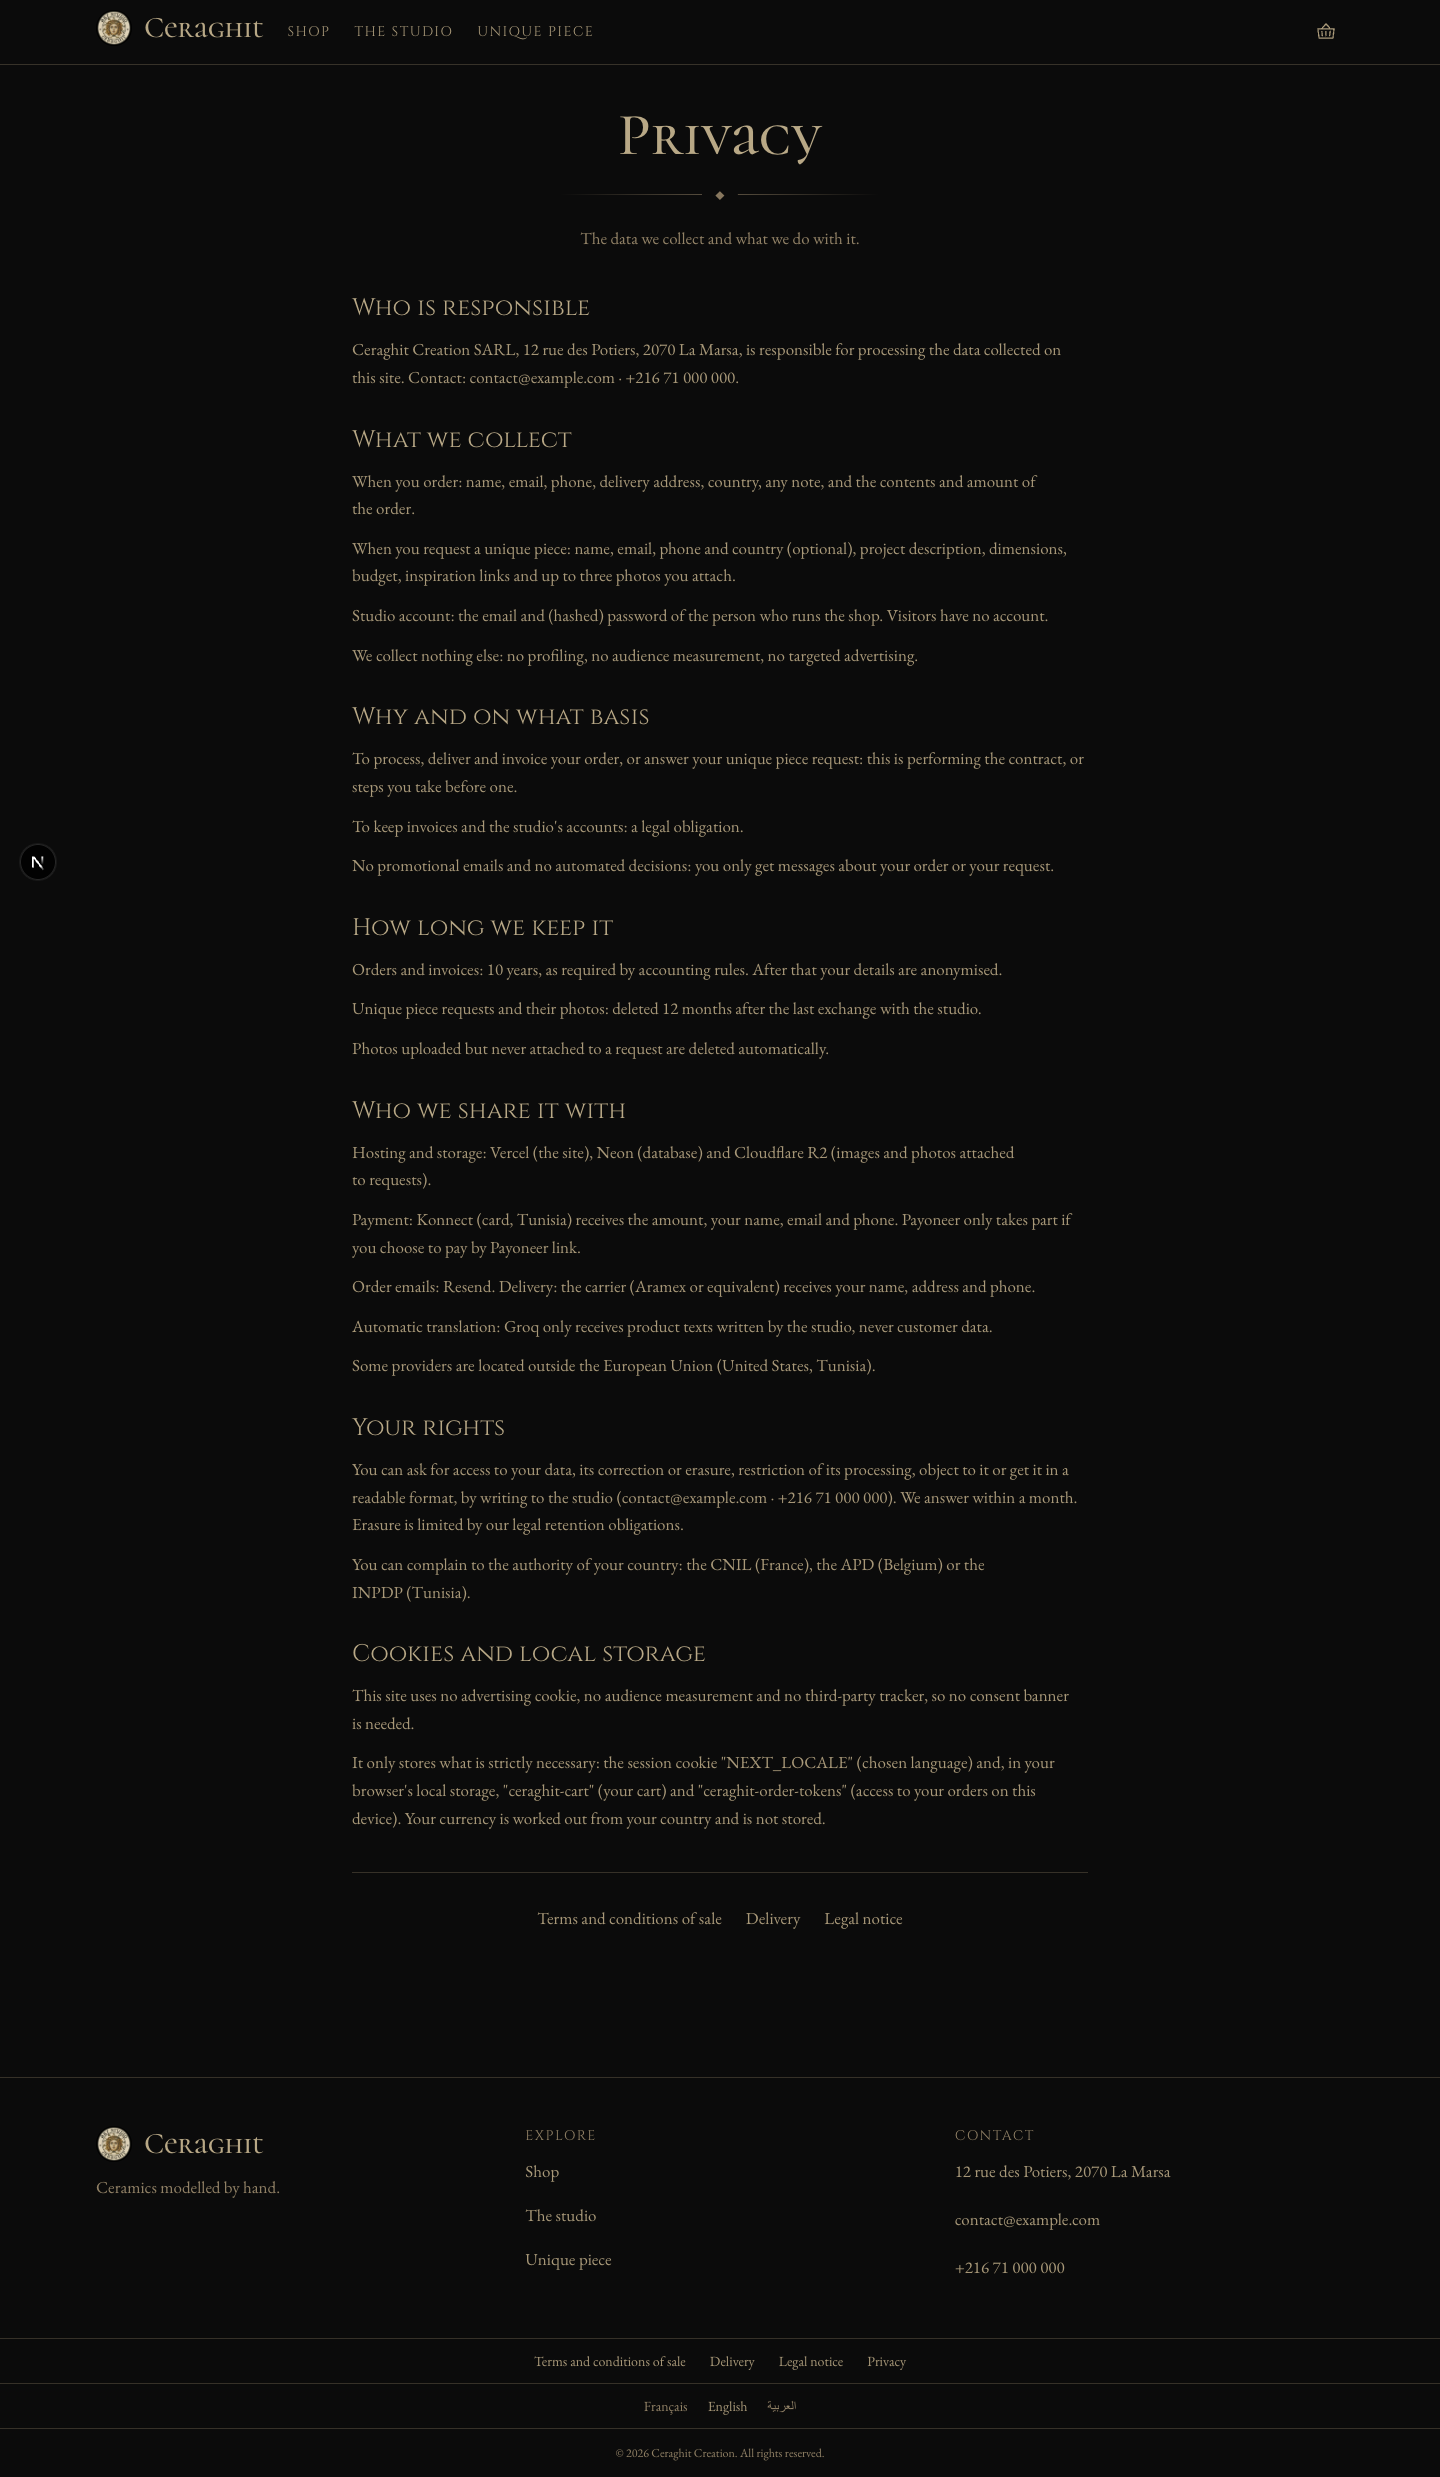 Ceraghit SHOP THE STUDIO UNIQUE PIECE
Privacy
The data we collect and what we do with it.
Who is responsible
Ceraghit Creation SARL, 12 rue des Potiers, 2070 La Marsa, is responsible for processing the data collected on
this site. Contact: contact@example.com · +216 71 000 000.
What we collect
When you order: name, email, phone, delivery address, country, any note, and the contents and amount of
the order.
When you request a unique piece: name, email, phone and country (optional), project description, dimensions,
budget, inspiration links and up to three photos you attach.
Studio account: the email and (hashed) password of the person who runs the shop. Visitors have no account.
We collect nothing else: no profiling, no audience measurement, no targeted advertising.
Why and on what basis
To process, deliver and invoice your order, or answer your unique piece request: this is performing the contract, or
steps you take before one.
To keep invoices and the studio's accounts: a legal obligation.
No promotional emails and no automated decisions: you only get messages about your order or your request.
How long we keep it
Orders and invoices: 10 years, as required by accounting rules. After that your details are anonymised.
Unique piece requests and their photos: deleted 12 months after the last exchange with the studio.
Photos uploaded but never attached to a request are deleted automatically.
Who we share it with
Hosting and storage: Vercel (the site), Neon (database) and Cloudflare R2 (images and photos attached
to requests).
Payment: Konnect (card, Tunisia) receives the amount, your name, email and phone. Payoneer only takes part if
you choose to pay by Payoneer link.
Order emails: Resend. Delivery: the carrier (Aramex or equivalent) receives your name, address and phone.
Automatic translation: Groq only receives product texts written by the studio, never customer data.
Some providers are located outside the European Union (United States, Tunisia).
Your rights
You can ask for access to your data, its correction or erasure, restriction of its processing, object to it or get it in a
readable format, by writing to the studio (contact@example.com · +216 71 000 000). We answer within a month.
Erasure is limited by our legal retention obligations.
You can complain to the authority of your country: the CNIL (France), the APD (Belgium) or the
INPDP (Tunisia).
Cookies and local storage
This site uses no advertising cookie, no audience measurement and no third-party tracker, so no consent banner
is needed.
It only stores what is strictly necessary: the session cookie "NEXT_LOCALE" (chosen language) and, in your
browser's local storage, "ceraghit-cart" (your cart) and "ceraghit-order-tokens" (access to your orders on this
device). Your currency is worked out from your country and is not stored.
Terms and conditions of sale Delivery Legal notice
Ceraghit
Ceramics modelled by hand.
EXPLORE
Shop
The studio
Unique piece
CONTACT
12 rue des Potiers, 2070 La Marsa
contact@example.com
+216 71 000 000
Terms and conditions of sale Delivery Legal notice Privacy
Français English العربية
© 2026 Ceraghit Creation. All rights reserved.